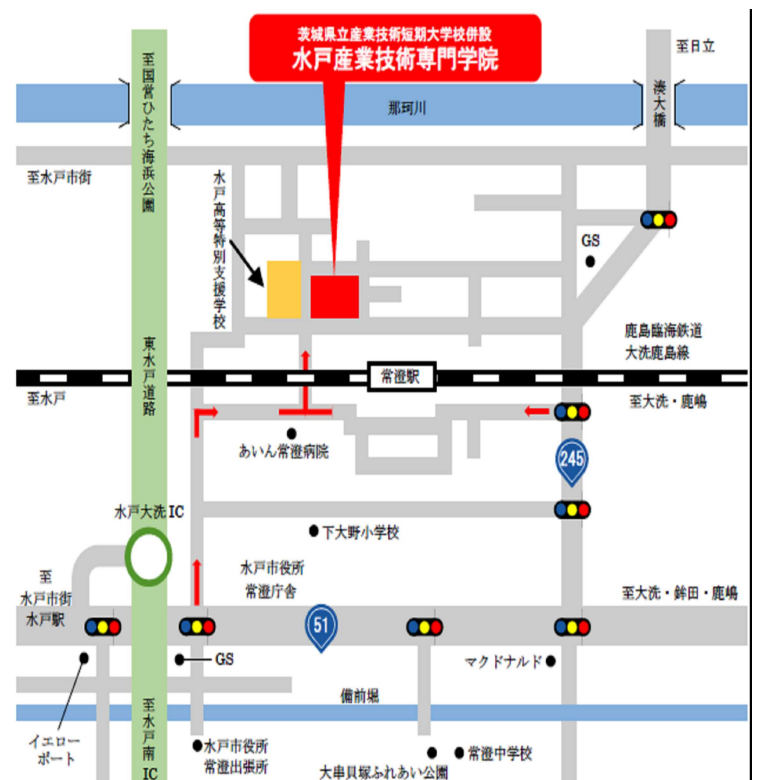 茨城県立産業技術短期大学校併設
水戸産業技術専門学院
至日立
至国営ひたち海浜公園
那珂川
湊大橋
至水戸市街
水戸高等特別支援学校
GS
鹿島臨海鉄道
大洗鹿島線
東水戸道路
常澄駅
至水戸
至大洗・鹿嶋
あいん常澄病院
245
水戸大洗IC
下大野小学校
水戸市役所
常澄庁舎
至
水戸市街
水戸駅
至大洗・鉾田・鹿嶋
51
GS
マクドナルド
至水戸南IC
備前堀
イエロー
ポート
水戸市役所
常澄出張所
常澄中学校
大串貝塚ふれあい公園